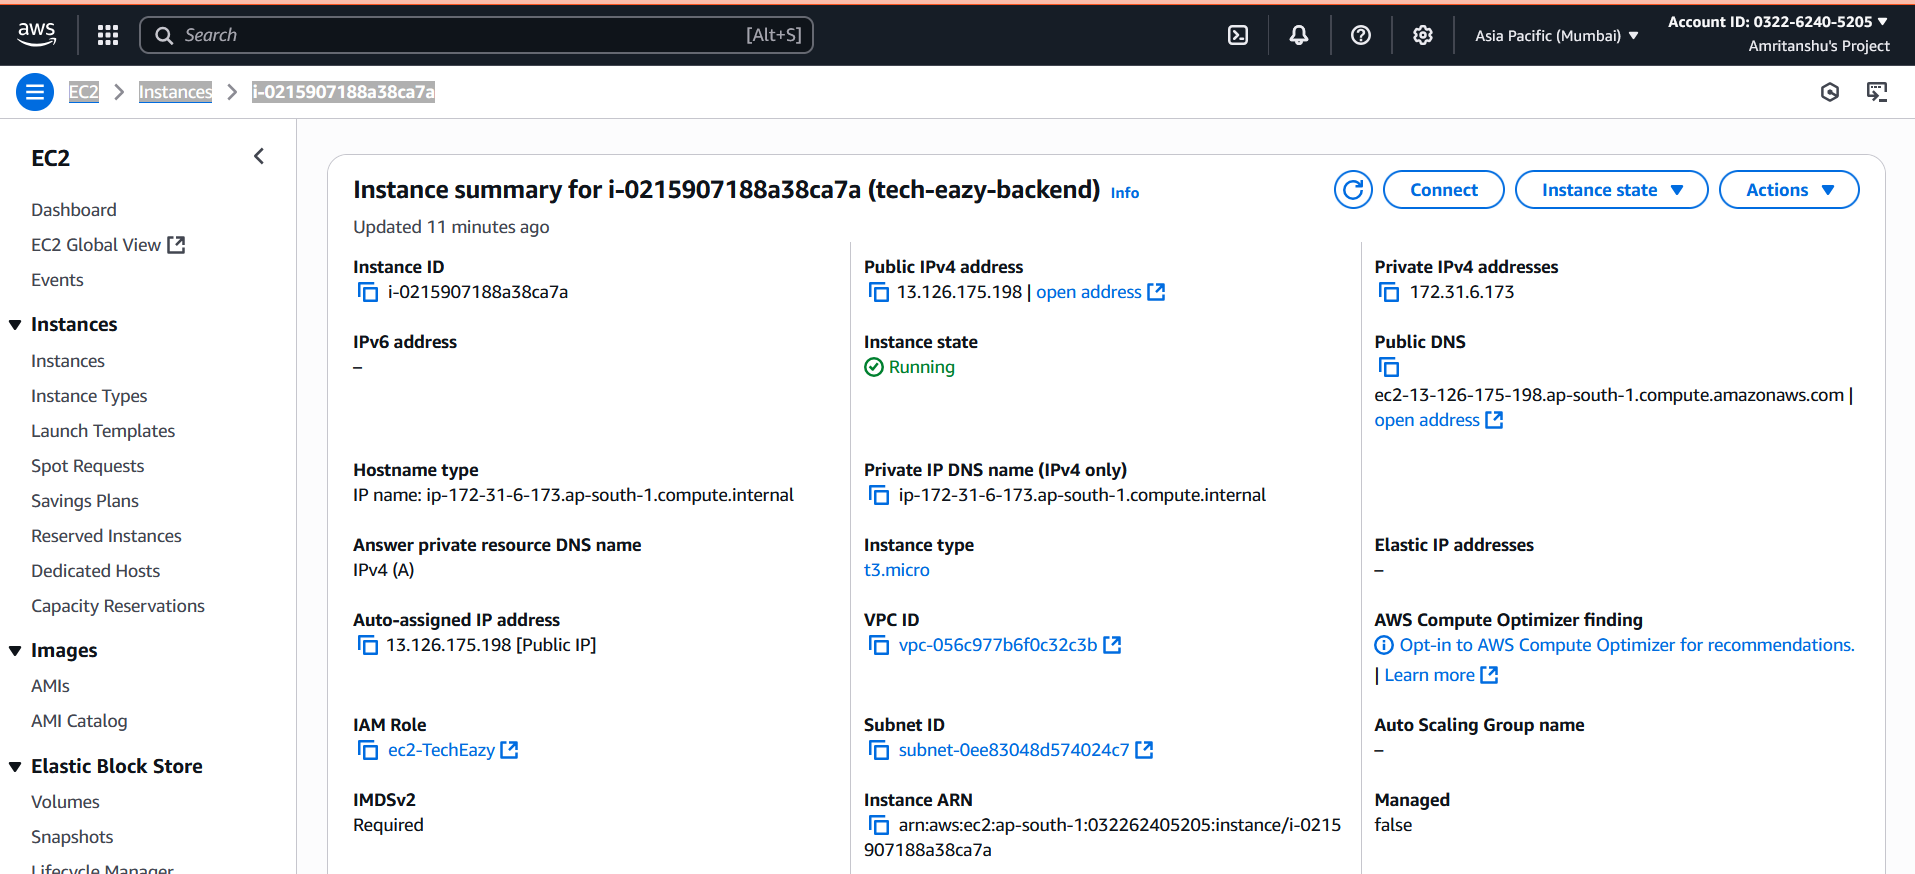 aws
Search [Alt+S]
Asia Pacific (Mumbai)
Account ID: 0322-6240-5205
Amritanshu's Project
EC2 > Instances > i-0215907188a38ca7a
EC2
Dashboard
EC2 Global View
Events
Instances
Instances
Instance Types
Launch Templates
Spot Requests
Savings Plans
Reserved Instances
Dedicated Hosts
Capacity Reservations
Images
AMIs
AMI Catalog
Elastic Block Store
Volumes
Snapshots
Lifecycle Manager
Instance summary for i-0215907188a38ca7a (tech-eazy-backend) Info
Updated 11 minutes ago
Connect
Instance state
Actions
Instance ID
i-0215907188a38ca7a
Public IPv4 address
13.126.175.198 | open address
Private IPv4 addresses
172.31.6.173
IPv6 address
–
Instance state
Running
Public DNS
ec2-13-126-175-198.ap-south-1.compute.amazonaws.com |
open address
Hostname type
IP name: ip-172-31-6-173.ap-south-1.compute.internal
Private IP DNS name (IPv4 only)
ip-172-31-6-173.ap-south-1.compute.internal
Answer private resource DNS name
IPv4 (A)
Instance type
t3.micro
Elastic IP addresses
–
Auto-assigned IP address
13.126.175.198 [Public IP]
VPC ID
vpc-056c977b6f0c32c3b
AWS Compute Optimizer finding
Opt-in to AWS Compute Optimizer for recommendations.
| Learn more
IAM Role
ec2-TechEazy
Subnet ID
subnet-0ee83048d574024c7
Auto Scaling Group name
–
IMDSv2
Required
Instance ARN
arn:aws:ec2:ap-south-1:032262405205:instance/i-0215
907188a38ca7a
Managed
false